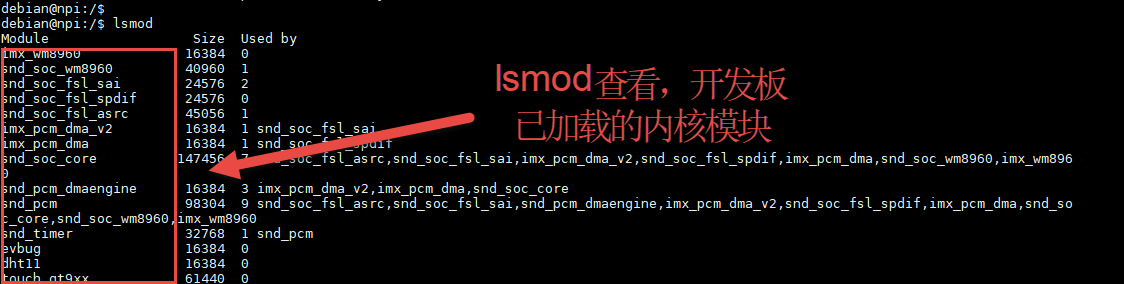 debian@npi:/$
debian@npi:/$ lsmod
Module                  Size  Used by
imx_wm8960             16384  0
snd_soc_wm8960         40960  1
snd_soc_fsl_sai        24576  2
snd_soc_fsl_spdif      24576  0
snd_soc_fsl_asrc       45056  1
imx_pcm_dma_v2         16384  1 snd_soc_fsl_sai
imx_pcm_dma            16384  1 snd_soc_fsl_spdif
snd_soc_core          147456  7 snd_soc_fsl_asrc,snd_soc_fsl_sai,imx_pcm_dma_v2,snd_soc_fsl_spdif,imx_pcm_dma,snd_soc_wm8960,imx_wm896
0
snd_pcm_dmaengine      16384  3 imx_pcm_dma_v2,imx_pcm_dma,snd_soc_core
snd_pcm                98304  9 snd_soc_fsl_asrc,snd_soc_fsl_sai,snd_pcm_dmaengine,imx_pcm_dma_v2,snd_soc_fsl_spdif,imx_pcm_dma,snd_so
c_core,snd_soc_wm8960,imx_wm8960
snd_timer              32768  1 snd_pcm
evbug                  16384  0
dht11                  16384  0
touch_gt9xx            61440  0
lsmod查看，开发板
已加载的内核模块